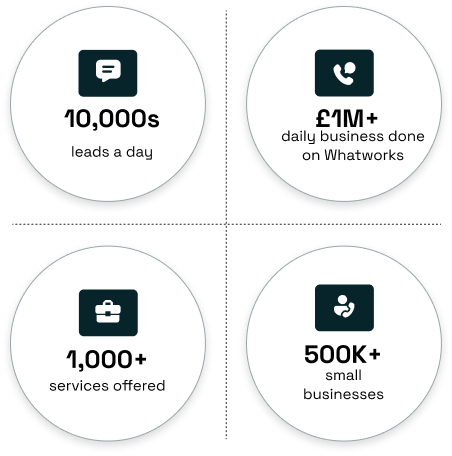 10,000s
leads a day
£1M+
daily business done
on Whatworks
1,000+
services offered
500K+
small
businesses